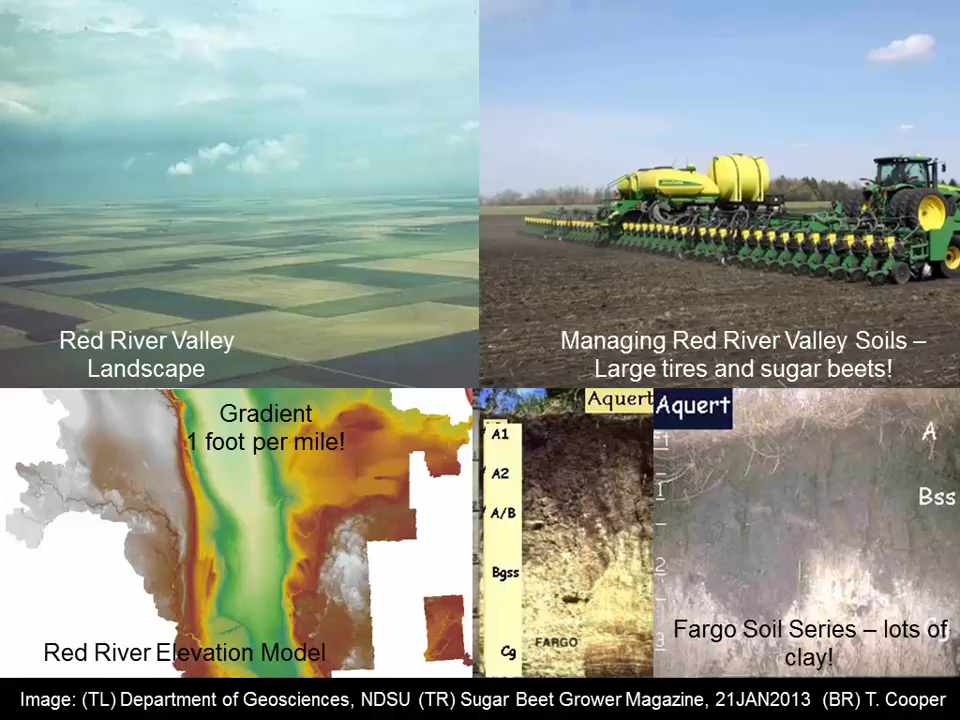 Red River Valley
Landscape
Managing Red River Valley Soils –
Large tires and sugar beets!
Gradient
1 foot per mile!
Red River Elevation Model
Aquert
A1
A2
A/B
Bgss
FARGO
Cg
Aquert
A
1
Bss
2
3
Fargo Soil Series – lots of
clay!
Image: (TL) Department of Geosciences, NDSU (TR) Sugar Beet Grower Magazine, 21JAN2013 (BR) T. Cooper